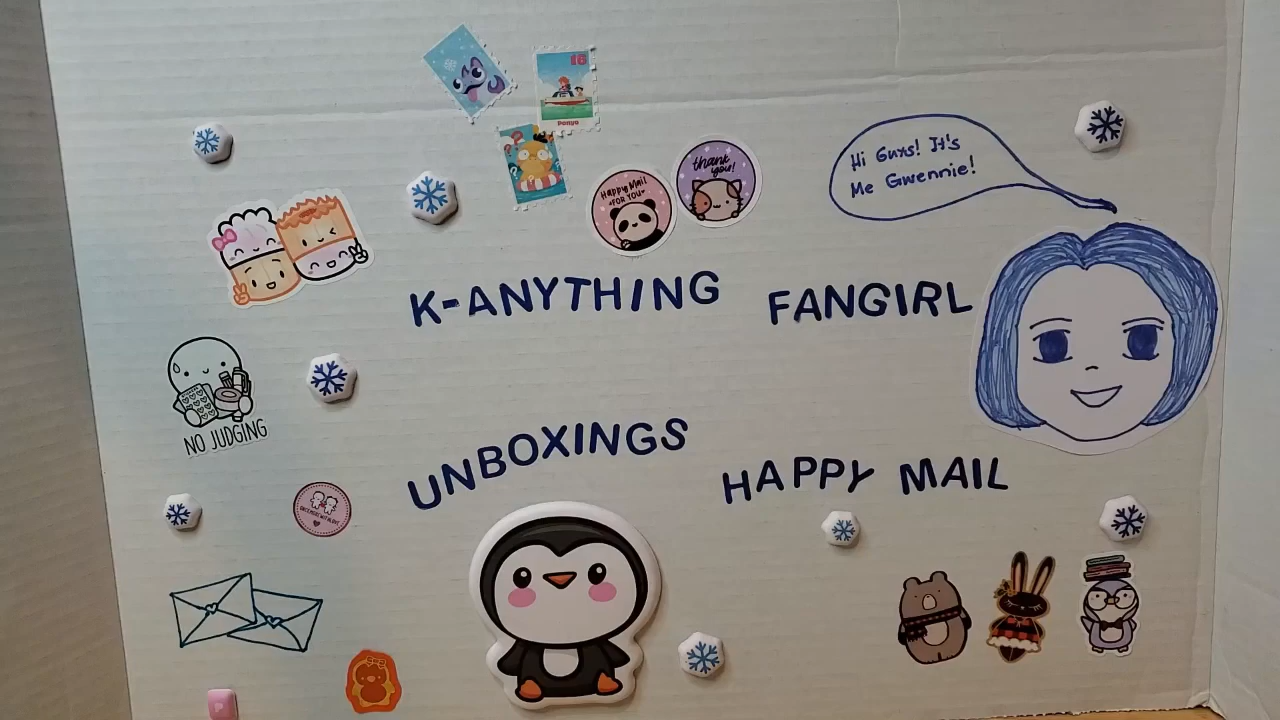 18
Ponyo
Happy Mail
FOR YOU
thank
you!
Hi Guys! It's
Me Gwennie!
K-ANYTHING FANGIRL
NO JUDGING
UNBOXINGS
HAPPY MAIL